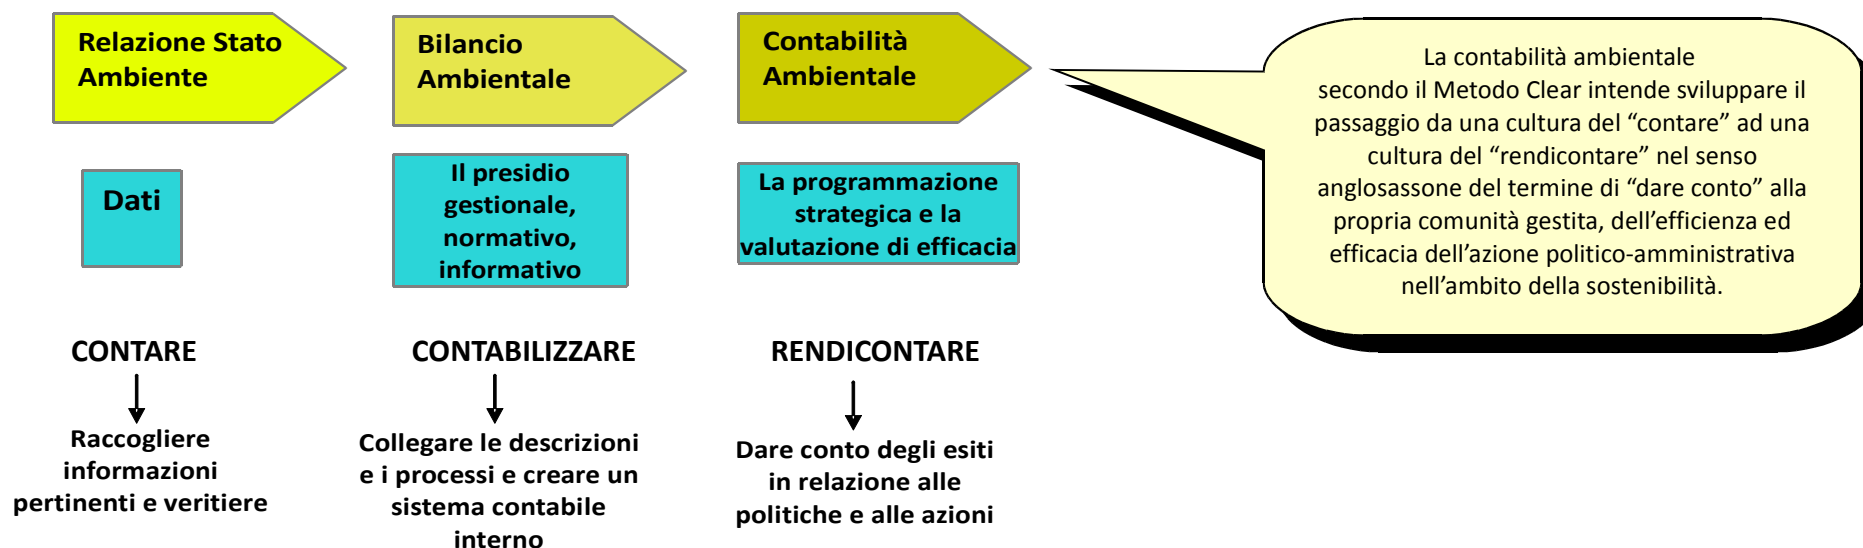 Relazione Stato
Ambiente
Bilancio
Ambientale
Contabilità
Ambientale
La contabilità ambientale
secondo il Metodo Clear intende sviluppare il
passaggio da una cultura del “contare” ad una
cultura del “rendicontare” nel senso
anglosassone del termine di “dare conto” alla
propria comunità gestita, dell’efficienza ed
efficacia dell’azione politico-amministrativa
nell’ambito della sostenibilità.
Dati
Il presidio
gestionale,
normativo,
informativo
La programmazione
strategica e la
valutazione di efficacia
CONTARE
CONTABILIZZARE
RENDICONTARE
Raccogliere
informazioni
pertinenti e veritiere
Collegare le descrizioni
e i processi e creare un
sistema contabile
interno
Dare conto degli esiti
in relazione alle
politiche e alle azioni